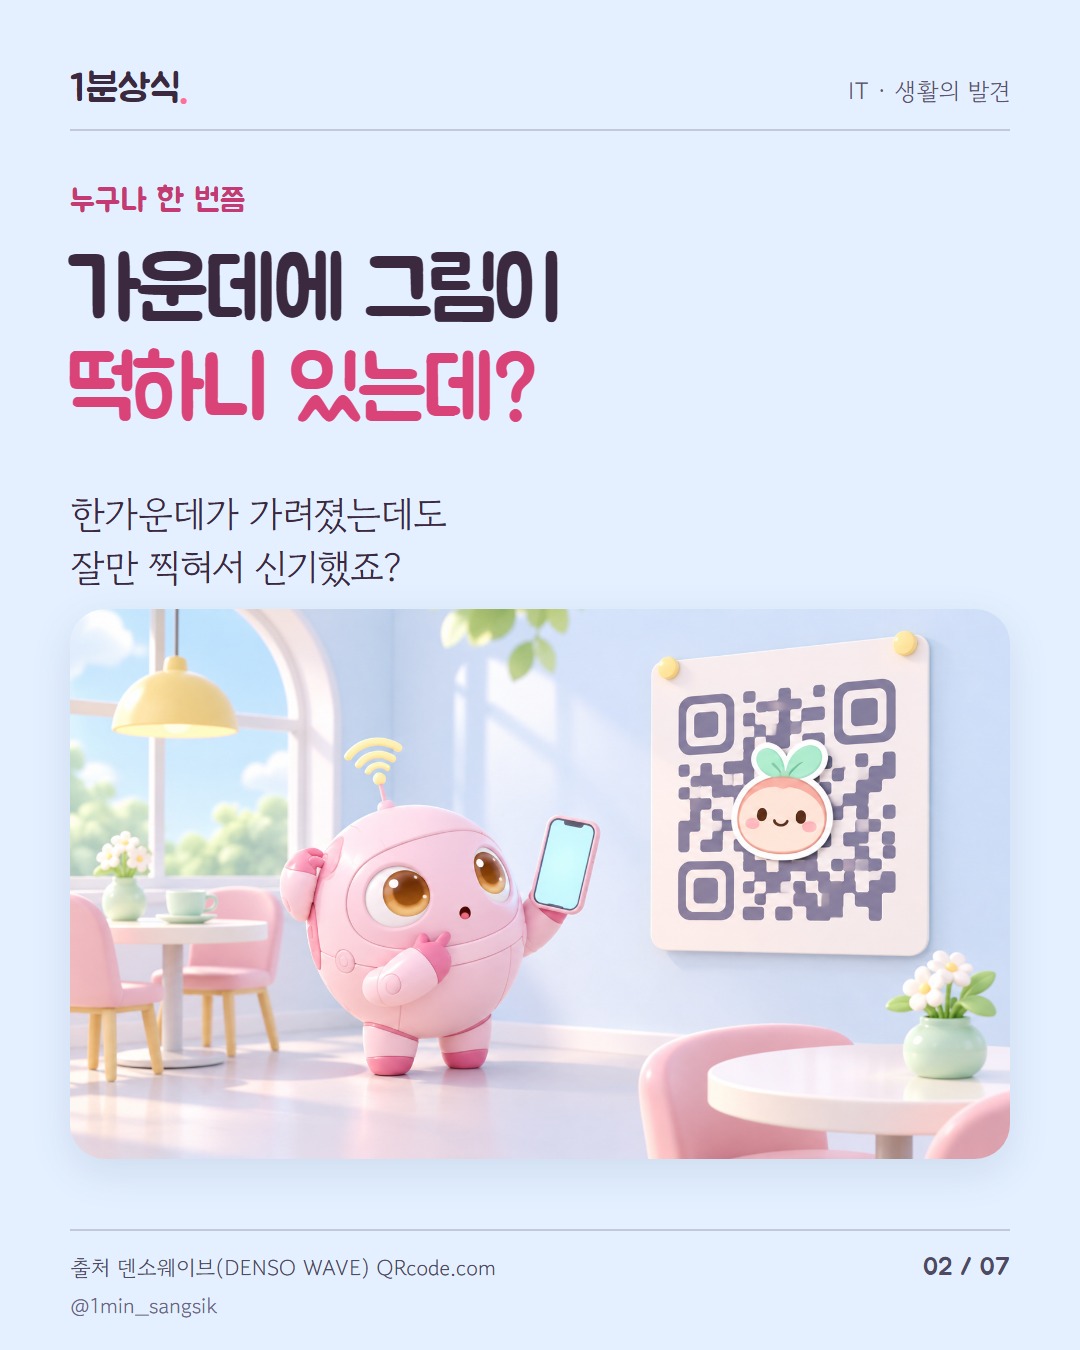 1분상식.
IT · 생활의 발견
누구나 한 번쯤
가운데에 그림이
떡하니 있는데?
한가운데가 가려졌는데도
잘만 찍혀서 신기했죠?
출처 덴소웨이브(DENSO WAVE) QRcode.com
02 / 07
@1min_sangsik